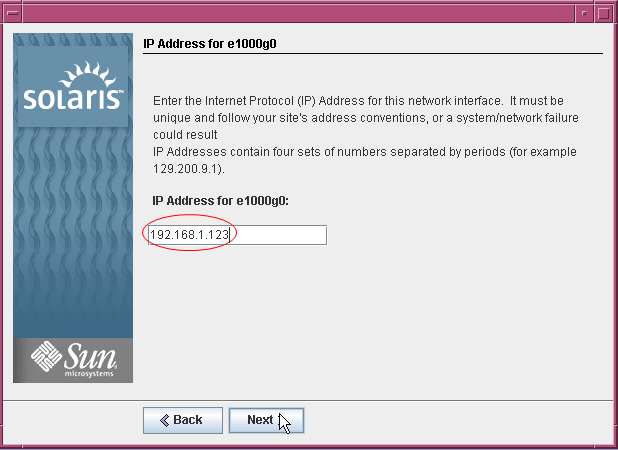 IP Address for e1000g0
solaris™
Enter the Internet Protocol (IP) Address for this network interface.  It must be
unique and follow your site's address conventions, or a system/network failure
could result
IP Addresses contain four sets of numbers separated by periods (for example
129.200.9.1).
IP Address for e1000g0:
192.168.1.123
Sun
microsystems
Back
Next